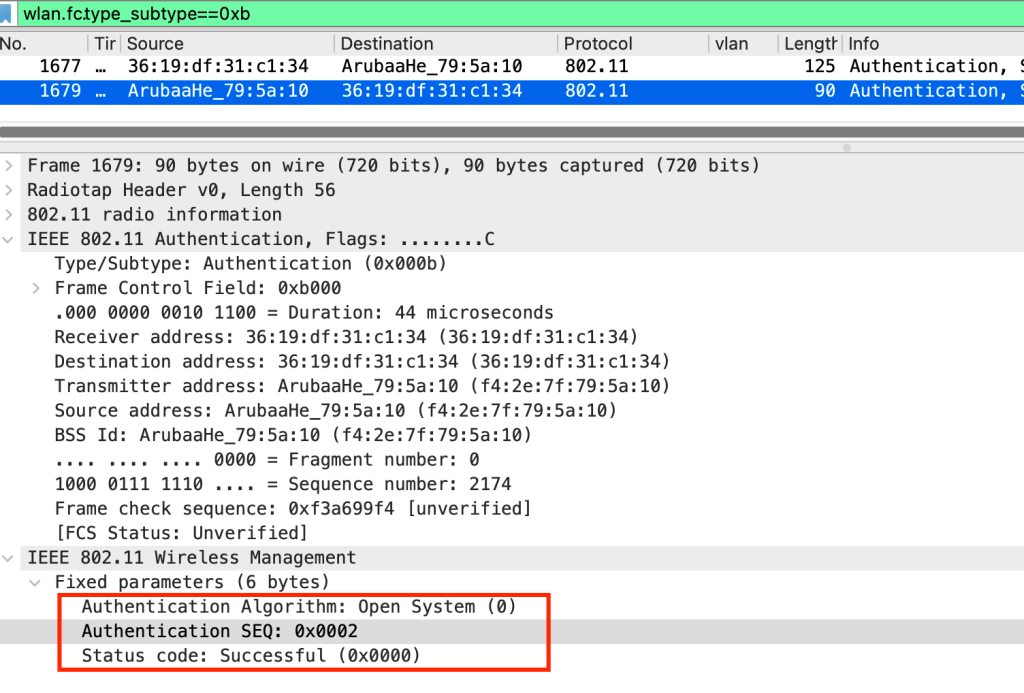 wlan.fc.type_subtype==0xb
No. Tir Source Destination Protocol vlan Length Info
1677 … 36:19:df:31:c1:34 ArubaaHe_79:5a:10 802.11 125 Authentication, S
1679 … ArubaaHe_79:5a:10 36:19:df:31:c1:34 802.11 90 Authentication, S
Frame 1679: 90 bytes on wire (720 bits), 90 bytes captured (720 bits)
Radiotap Header v0, Length 56
802.11 radio information
IEEE 802.11 Authentication, Flags: ........C
Type/Subtype: Authentication (0x000b)
Frame Control Field: 0xb000
.000 0000 0010 1100 = Duration: 44 microseconds
Receiver address: 36:19:df:31:c1:34 (36:19:df:31:c1:34)
Destination address: 36:19:df:31:c1:34 (36:19:df:31:c1:34)
Transmitter address: ArubaaHe_79:5a:10 (f4:2e:7f:79:5a:10)
Source address: ArubaaHe_79:5a:10 (f4:2e:7f:79:5a:10)
BSS Id: ArubaaHe_79:5a:10 (f4:2e:7f:79:5a:10)
.... .... .... 0000 = Fragment number: 0
1000 0111 1110 .... = Sequence number: 2174
Frame check sequence: 0xf3a699f4 [unverified]
[FCS Status: Unverified]
IEEE 802.11 Wireless Management
Fixed parameters (6 bytes)
Authentication Algorithm: Open System (0)
Authentication SEQ: 0x0002
Status code: Successful (0x0000)